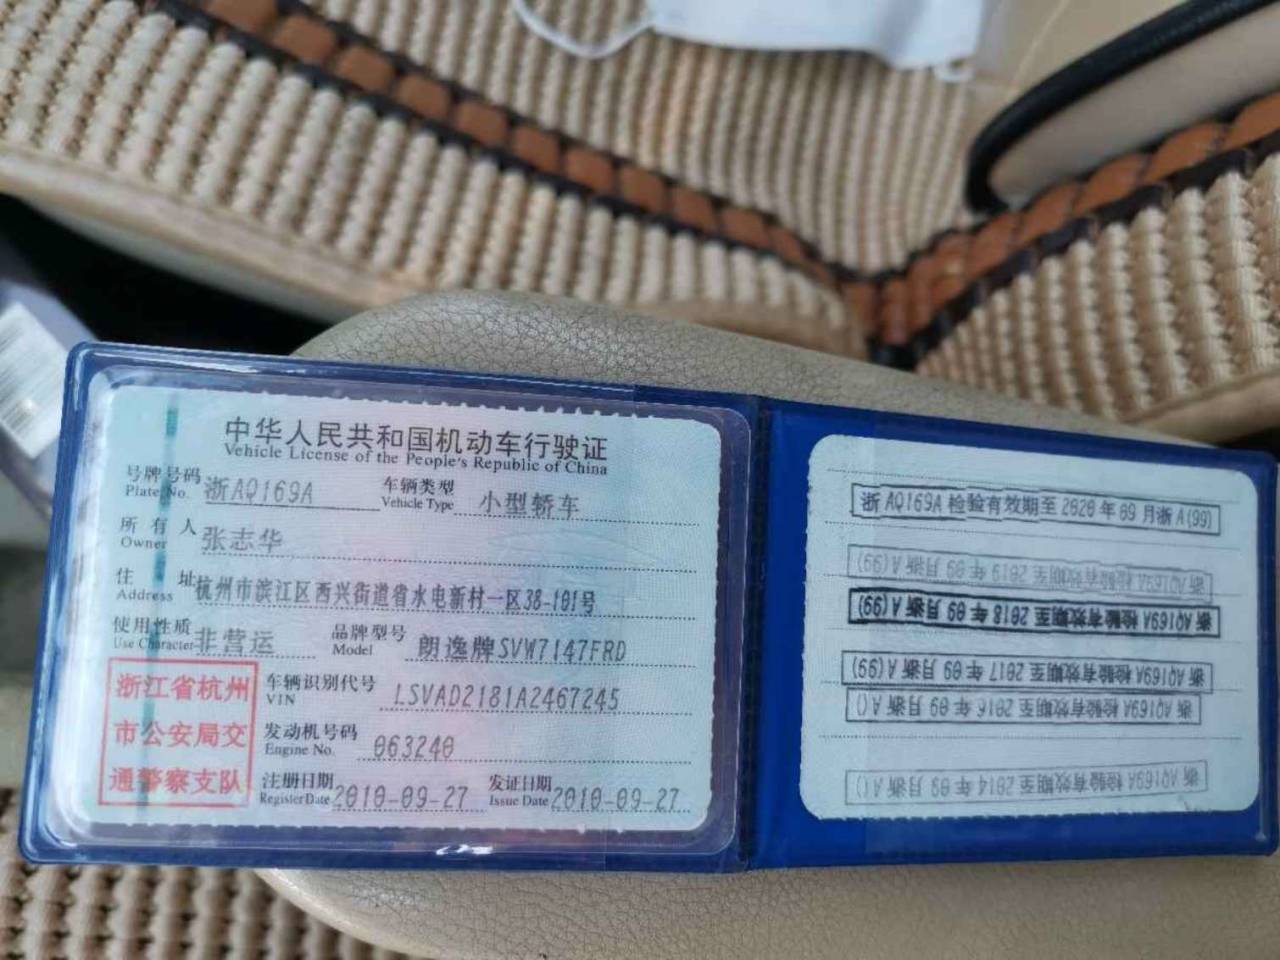 中华人民共和国机动车行驶证
Vehicle License of the People's Republic of China
号牌号码 浙AQ169A 车辆类型 小型轿车
Plate No. Vehicle Type
所有人 张志华
Owner
住址 杭州市滨江区西兴街道省水电新村一区38-101号
Address
使用性质 非营运 品牌型号 朗逸牌SVW7147FRD
Use Character Model
浙江省杭州
市公安局交
通警察支队
车辆识别代号 LSVAD2181A2467245
VIN
发动机号码 063240
Engine No.
注册日期 2010-09-27 发证日期 2010-09-27
Register Date Issue Date
浙AQ169A检验有效期至2020年09月浙A(99)
浙AQ169A检验有效期至2019年09月浙A(99)
浙AQ169A检验有效期至2018年09月浙A(99)
浙AQ169A检验有效期至2017年09月浙A(99)
浙AQ169A检验有效期至2016年09月浙A()
浙AQ169A检验有效期至2014年09月浙A()